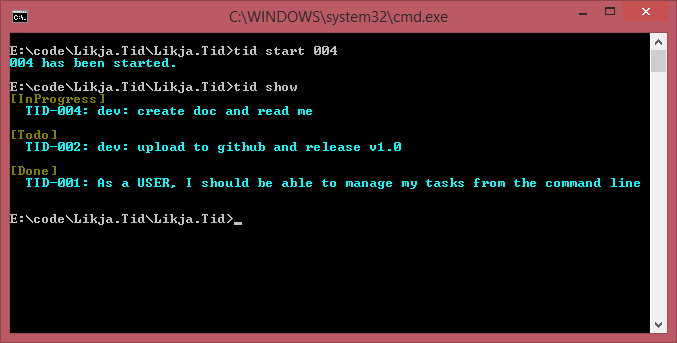 C:\WINDOWS\system32\cmd.exe
E:\code\Likja.Tid\Likja.Tid>tid start 004
004 has been started.
E:\code\Likja.Tid\Likja.Tid>tid show
[InProgress]
TID-004: dev: create doc and read me
[Todo]
TID-002: dev: upload to github and release v1.0
[Done]
TID-001: As a USER, I should be able to manage my tasks from the command line
E:\code\Likja.Tid\Likja.Tid>_